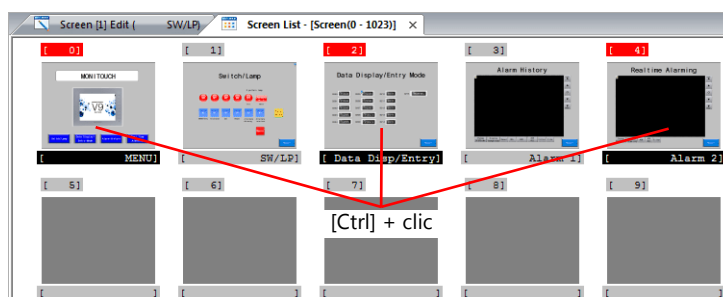 Screen [1] Edit ( SW/LP)
Screen List - [Screen(0 - 1023)] ×
[ 0] [ 1] [ 2] [ 3] [ 4]
MONITOUCH
V9
Switch/Lamp
Data Display/Entry Mode
Alarm History
Realtime Alarming
[ MENU] [ SW/LP] [ Data Disp/Entry] [ Alarm 1] [ Alarm 2]
[ 5] [ 6] [ 7] [ 8] [ 9]
[Ctrl] + clic
[ ] [ ] [ ] [ ] [ ]